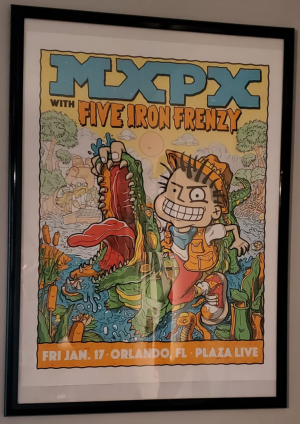 MXPX
WITH FIVE IRON FRENZY
FRI JAN. 17 · ORLANDO, FL · PLAZA LIVE